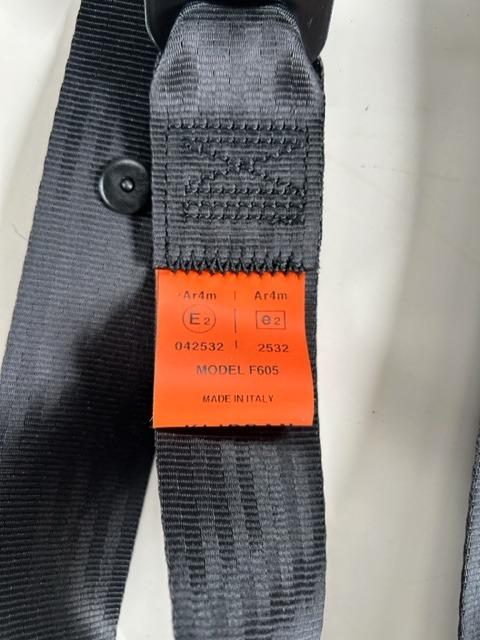 Ar4m | Ar4m
E2 | e2
042532 | 2532
MODEL F605
MADE IN ITALY